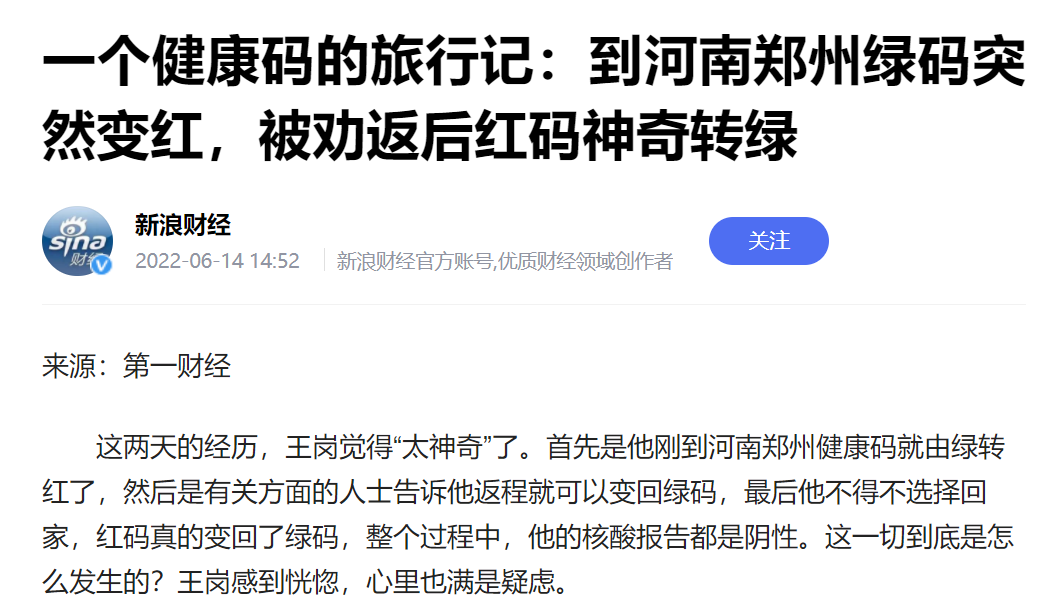 一个健康码的旅行记：到河南郑州绿码突
然变红，被劝返后红码神奇转绿
sina
财经
新浪财经
2022-06-14 14:52
新浪财经官方账号,优质财经领域创作者
关注
来源：第一财经
这两天的经历，王岗觉得“太神奇”了。首先是他刚到河南郑州健康码就由绿转
红了，然后是有关方面的人士告诉他返程就可以变回绿码，最后他不得不选择回
家，红码真的变回了绿码，整个过程中，他的核酸报告都是阴性。这一切到底是怎
么发生的？王岗感到恍惚，心里也满是疑虑。